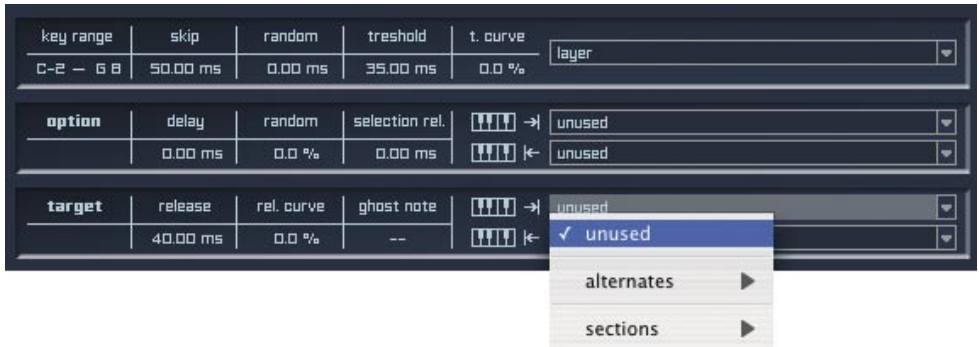 key range skip random treshold t. curve
layer
C-2 — G 8 50.00 ms 0.00 ms 35.00 ms 0.0 %
option delay random selection rel. unused
0.00 ms 0.0 % 0.00 ms unused
target release rel. curve ghost note unused
40.00 ms 0.0 % -- ✓ unused
alternates
sections